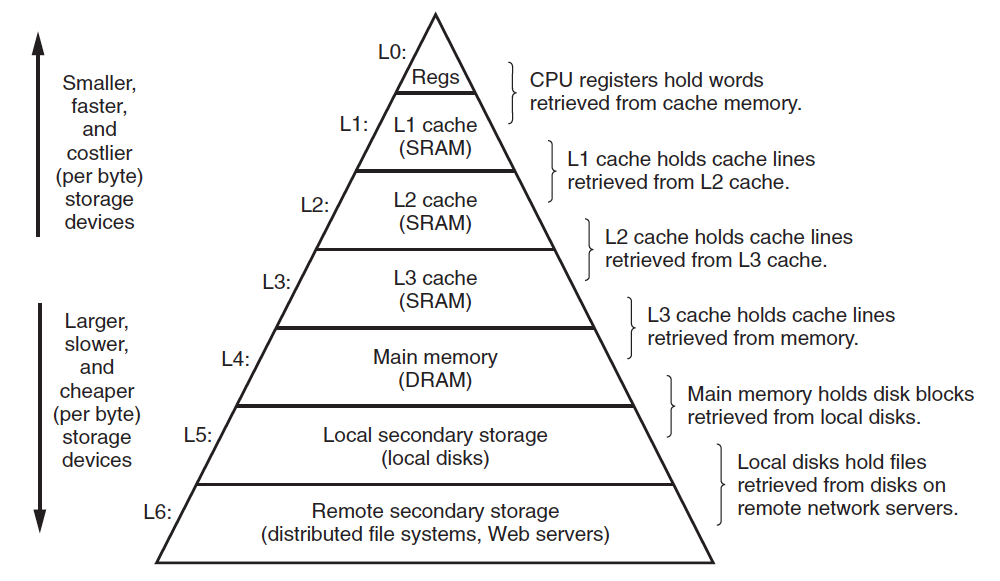 Smaller,
faster,
and
costlier
(per byte)
storage
devices
Larger,
slower,
and
cheaper
(per byte)
storage
devices
L0:
Regs
CPU registers hold words
retrieved from cache memory.
L1:
L1 cache
(SRAM)
L1 cache holds cache lines
retrieved from L2 cache.
L2:
L2 cache
(SRAM)
L2 cache holds cache lines
retrieved from L3 cache.
L3:
L3 cache
(SRAM)
L3 cache holds cache lines
retrieved from memory.
L4:
Main memory
(DRAM)
Main memory holds disk blocks
retrieved from local disks.
L5:
Local secondary storage
(local disks)
Local disks hold files
retrieved from disks on
remote network servers.
L6:
Remote secondary storage
(distributed file systems, Web servers)